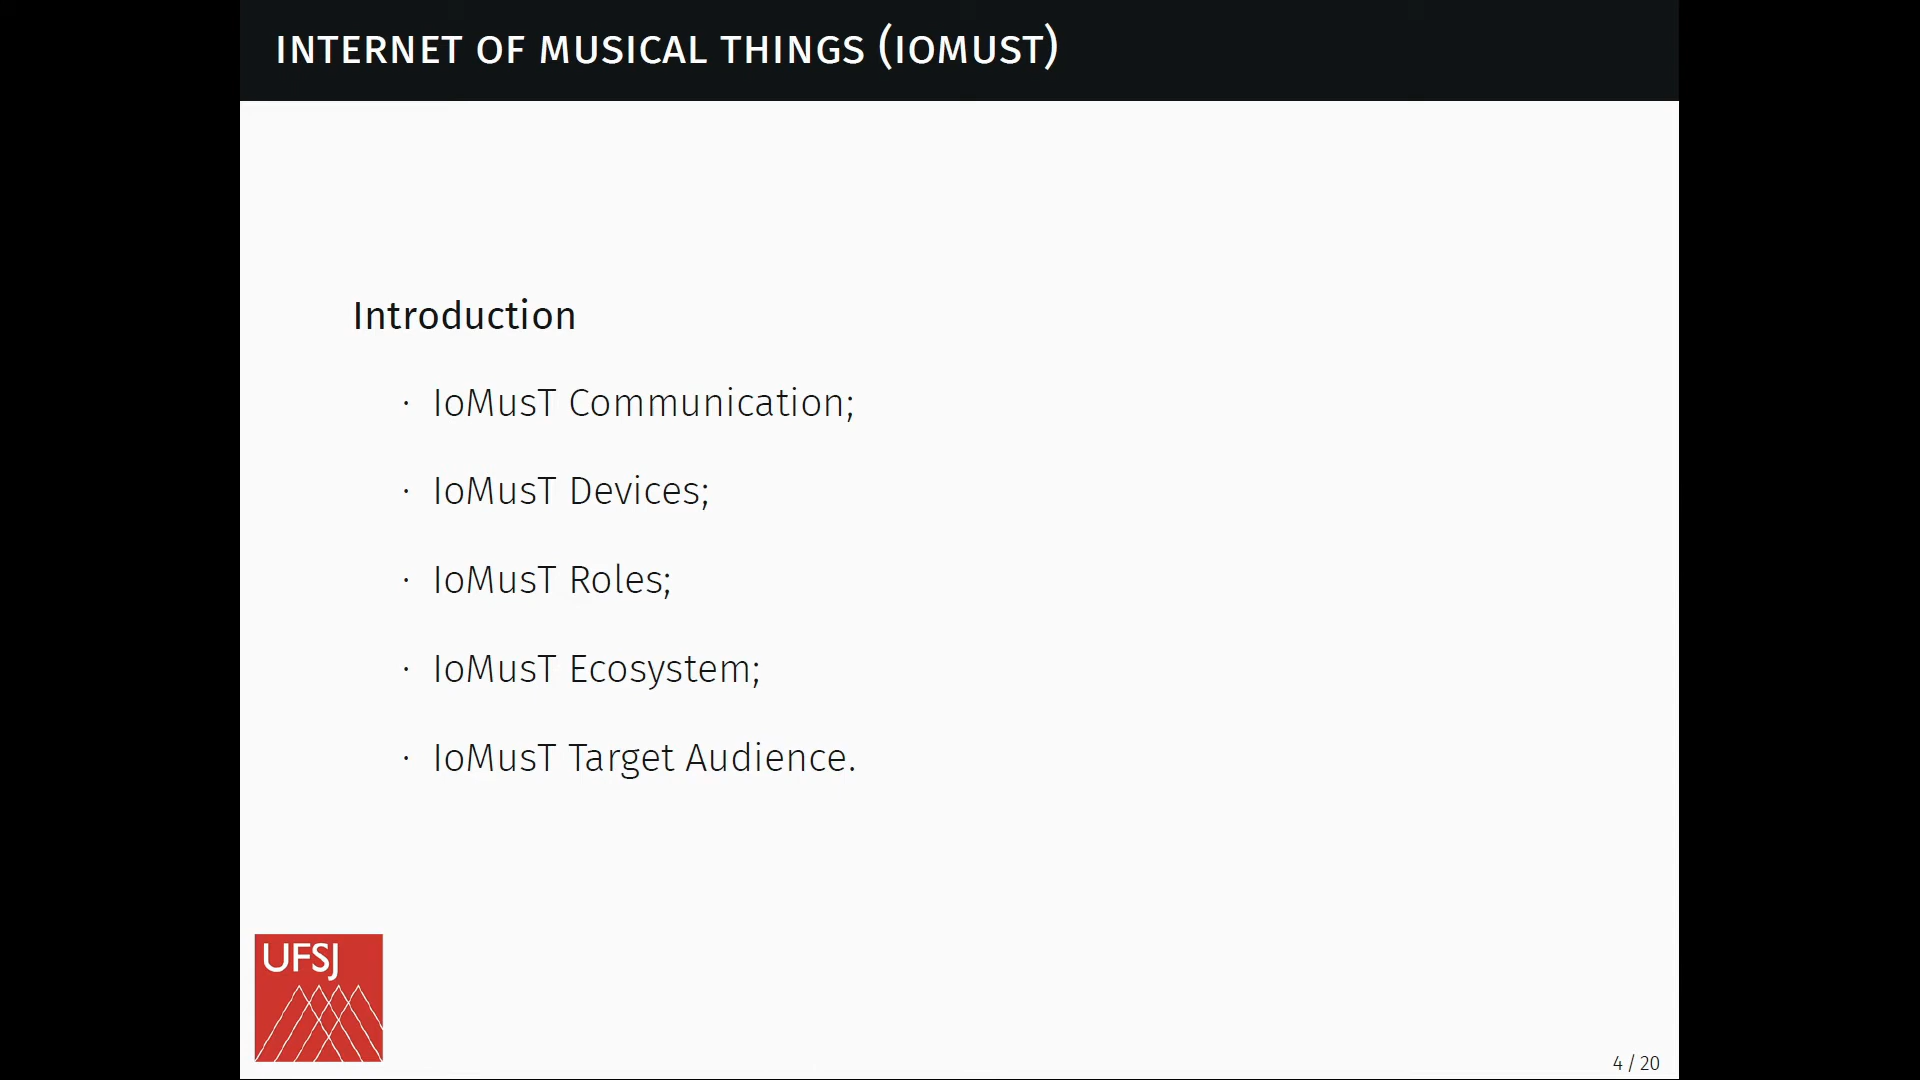 INTERNET OF MUSICAL THINGS (IOMUST)
Introduction
· IoMusT Communication;
· IoMusT Devices;
· IoMusT Roles;
· IoMusT Ecosystem;
· IoMusT Target Audience.
UFSJ
4 / 20